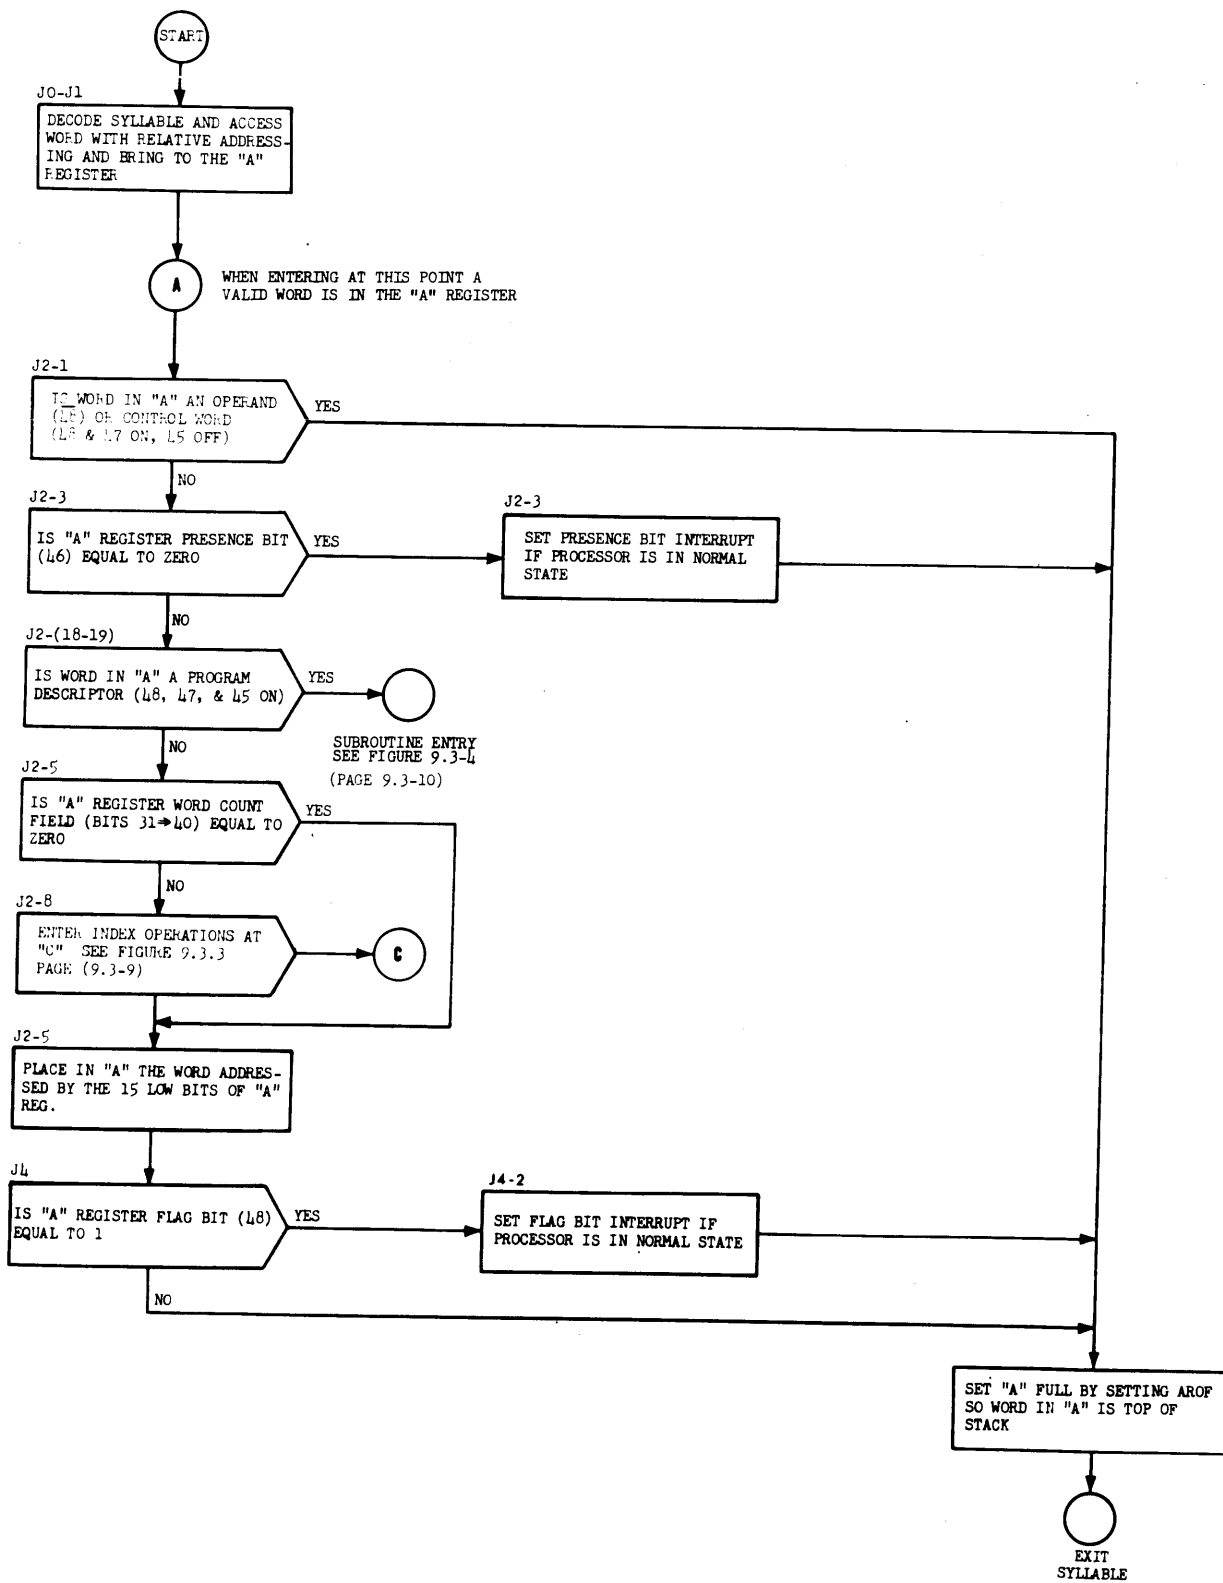 START
J0-J1
DECODE SYLLABLE AND ACCESS
WORD WITH RELATIVE ADDRESS-
ING AND BRING TO THE "A"
REGISTER
A
WHEN ENTERING AT THIS POINT A
VALID WORD IS IN THE "A" REGISTER
J2-1
IS WORD IN "A" AN OPERAND
(48) OR CONTROL WORD
(48 & 47 ON, 45 OFF)
YES
NO
J2-3
IS "A" REGISTER PRESENCE BIT
(46) EQUAL TO ZERO
YES
J2-3
SET PRESENCE BIT INTERRUPT
IF PROCESSOR IS IN NORMAL
STATE
NO
J2-(18-19)
IS WORD IN "A" A PROGRAM
DESCRIPTOR (48, 47, & 45 ON)
YES
SUBROUTINE ENTRY
SEE FIGURE 9.3-4
(PAGE 9.3-10)
NO
J2-5
IS "A" REGISTER WORD COUNT
FIELD (BITS 31➔40) EQUAL TO
ZERO
YES
NO
J2-8
ENTER INDEX OPERATIONS AT
"C" SEE FIGURE 9.3.3
PAGE (9.3-9)
C
J2-5
PLACE IN "A" THE WORD ADDRES-
SED BY THE 15 LOW BITS OF "A"
REG.
J4
IS "A" REGISTER FLAG BIT (48)
EQUAL TO 1
YES
J4-2
SET FLAG BIT INTERRUPT IF
PROCESSOR IS IN NORMAL STATE
NO
SET "A" FULL BY SETTING AROF
SO WORD IN "A" IS TOP OF
STACK
EXIT
SYLLABLE